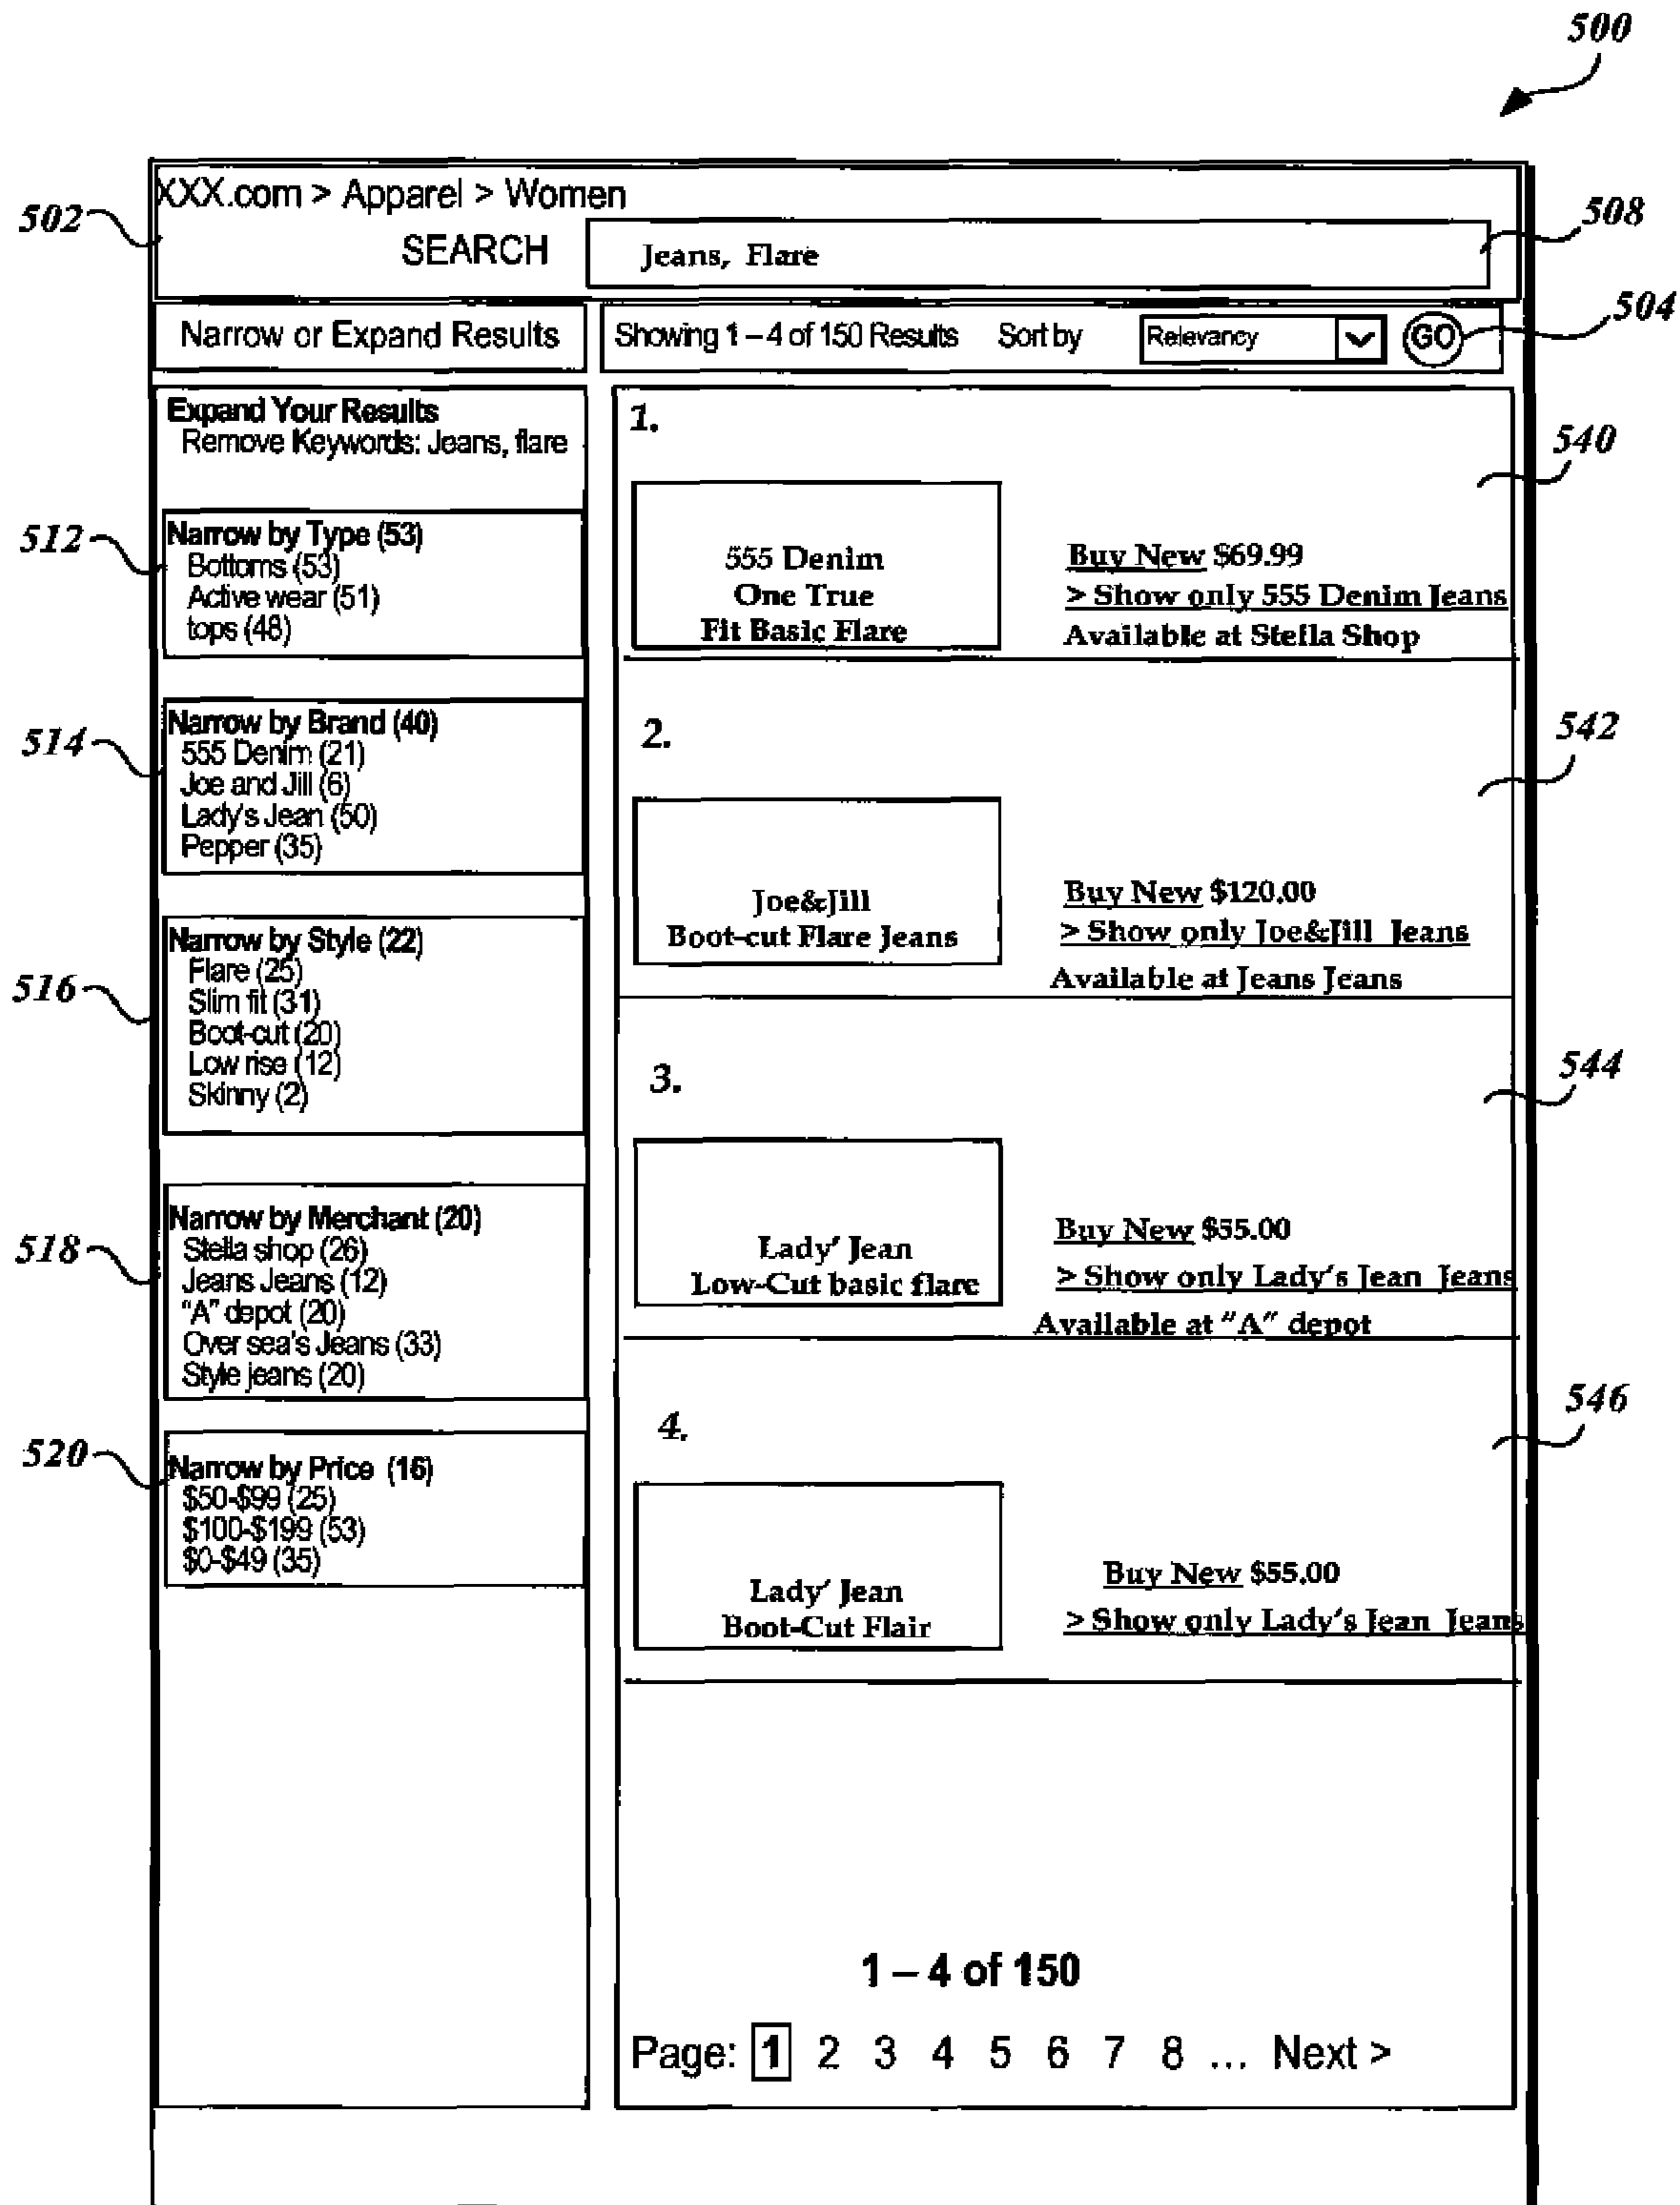 500
XXX.com > Apparel > Women
502
SEARCH
Jeans, Flare
508
Narrow or Expand Results
Showing 1 – 4 of 150 Results Sort by Relevancy GO
504
Expand Your Results
Remove Keywords: Jeans, flare
512
Narrow by Type (53)
Bottoms (53)
Active wear (51)
tops (48)
514
Narrow by Brand (40)
555 Denim (21)
Joe and Jill (6)
Lady's Jean (50)
Pepper (35)
516
Narrow by Style (22)
Flare (25)
Slim fit (31)
Boot-cut (20)
Low rise (12)
Skinny (2)
518
Narrow by Merchant (20)
Stella shop (26)
Jeans Jeans (12)
"A" depot (20)
Over sea's Jeans (33)
Style jeans (20)
520
Narrow by Price (16)
$50-$99 (25)
$100-$199 (53)
$0-$49 (35)
1.
540
555 Denim
One True
Fit Basic Flare
Buy New $69.99
> Show only 555 Denim Jeans
Available at Stella Shop
2.
542
Joe&Jill
Boot-cut Flare Jeans
Buy New $120.00
> Show only Joe&Jill Jeans
Available at Jeans Jeans
3.
544
Lady' Jean
Low-Cut basic flare
Buy New $55.00
> Show only Lady's Jean Jeans
Available at "A" depot
4.
546
Lady' Jean
Boot-Cut Flair
Buy New $55.00
> Show only Lady's Jean Jeans
1 – 4 of 150
Page: 1 2 3 4 5 6 7 8 ... Next >